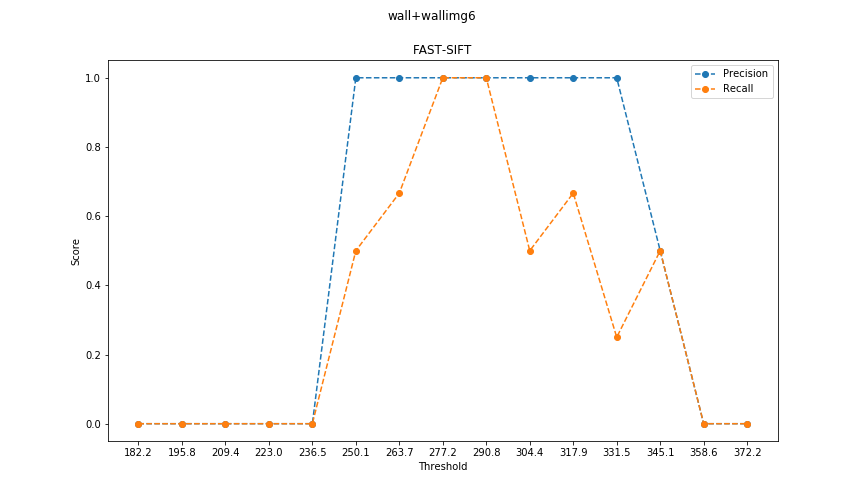 wall+wallimg6
FAST-SIFT
Precision
Recall
Score
1.0
0.8
0.6
0.4
0.2
0.0
182.2 195.8 209.4 223.0 236.5 250.1 263.7 277.2 290.8 304.4 317.9 331.5 345.1 358.6 372.2
Threshold